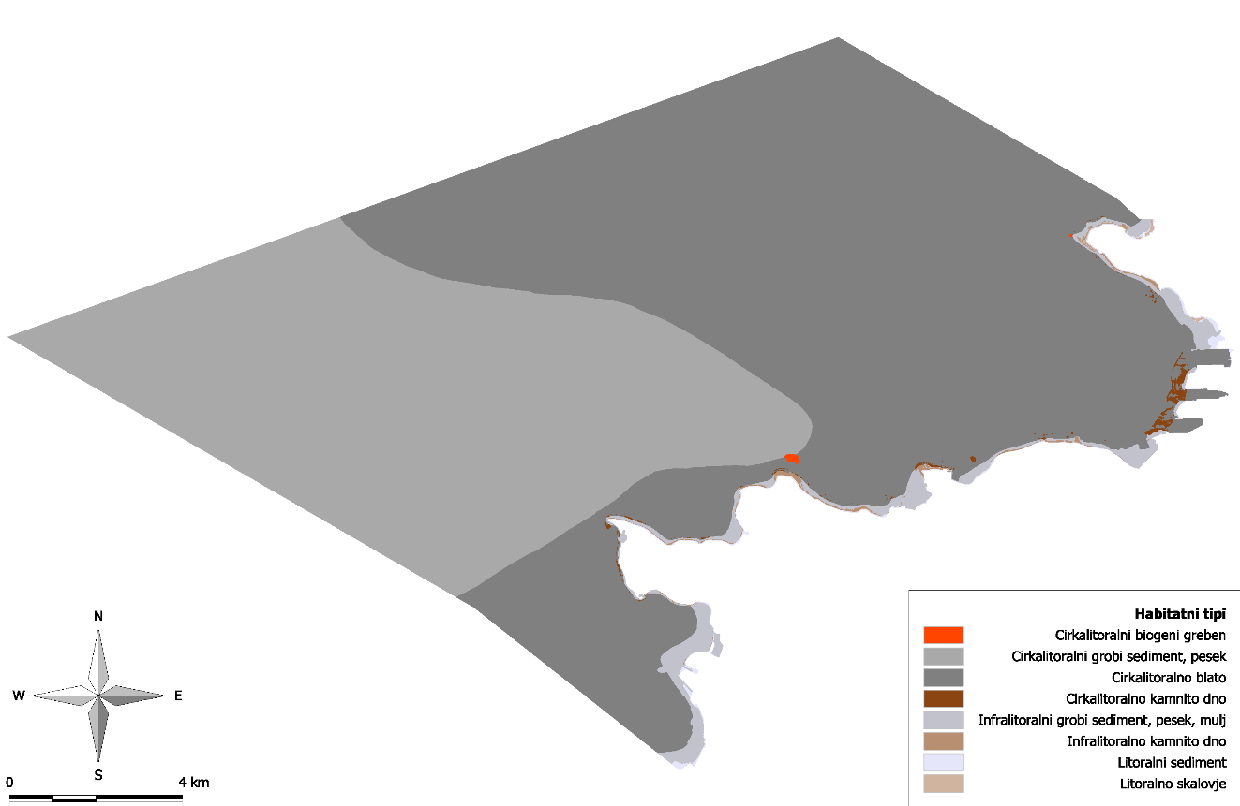 N
W E
S
0 4 km
Habitatni tipi
Cirkalitoralni biogeni greben
Cirkalitoralni grobi sediment, pesek
Cirkalitoralno blato
Cirkalitoralno kamnito dno
Infralitoralni grobi sediment, pesek, mulj
Infralitoralno kamnito dno
Litoralni sediment
Litoralno skalovje